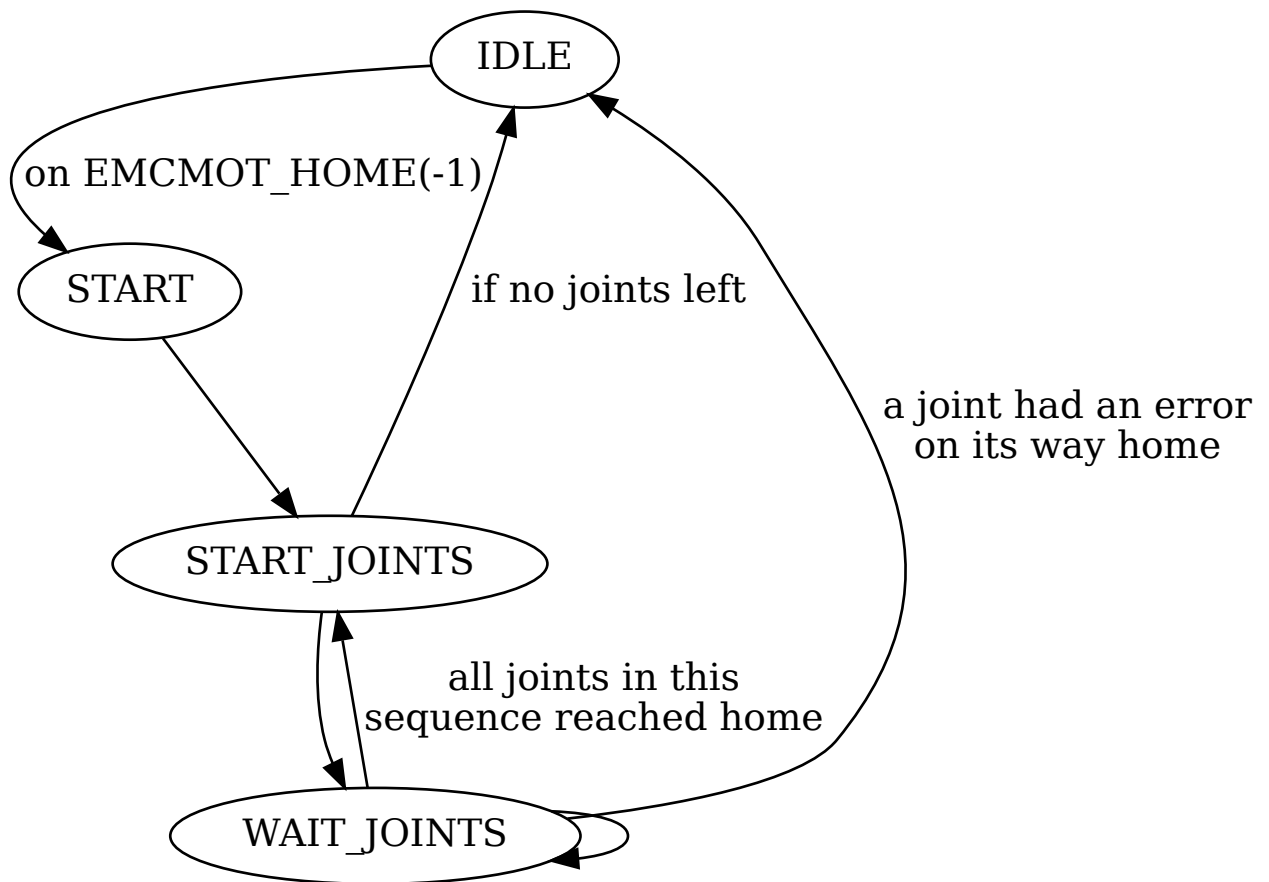 IDLE
on EMCMOT_HOME(-1)
START
if no joints left
a joint had an error
on its way home
START_JOINTS
all joints in this
sequence reached home
WAIT_JOINTS